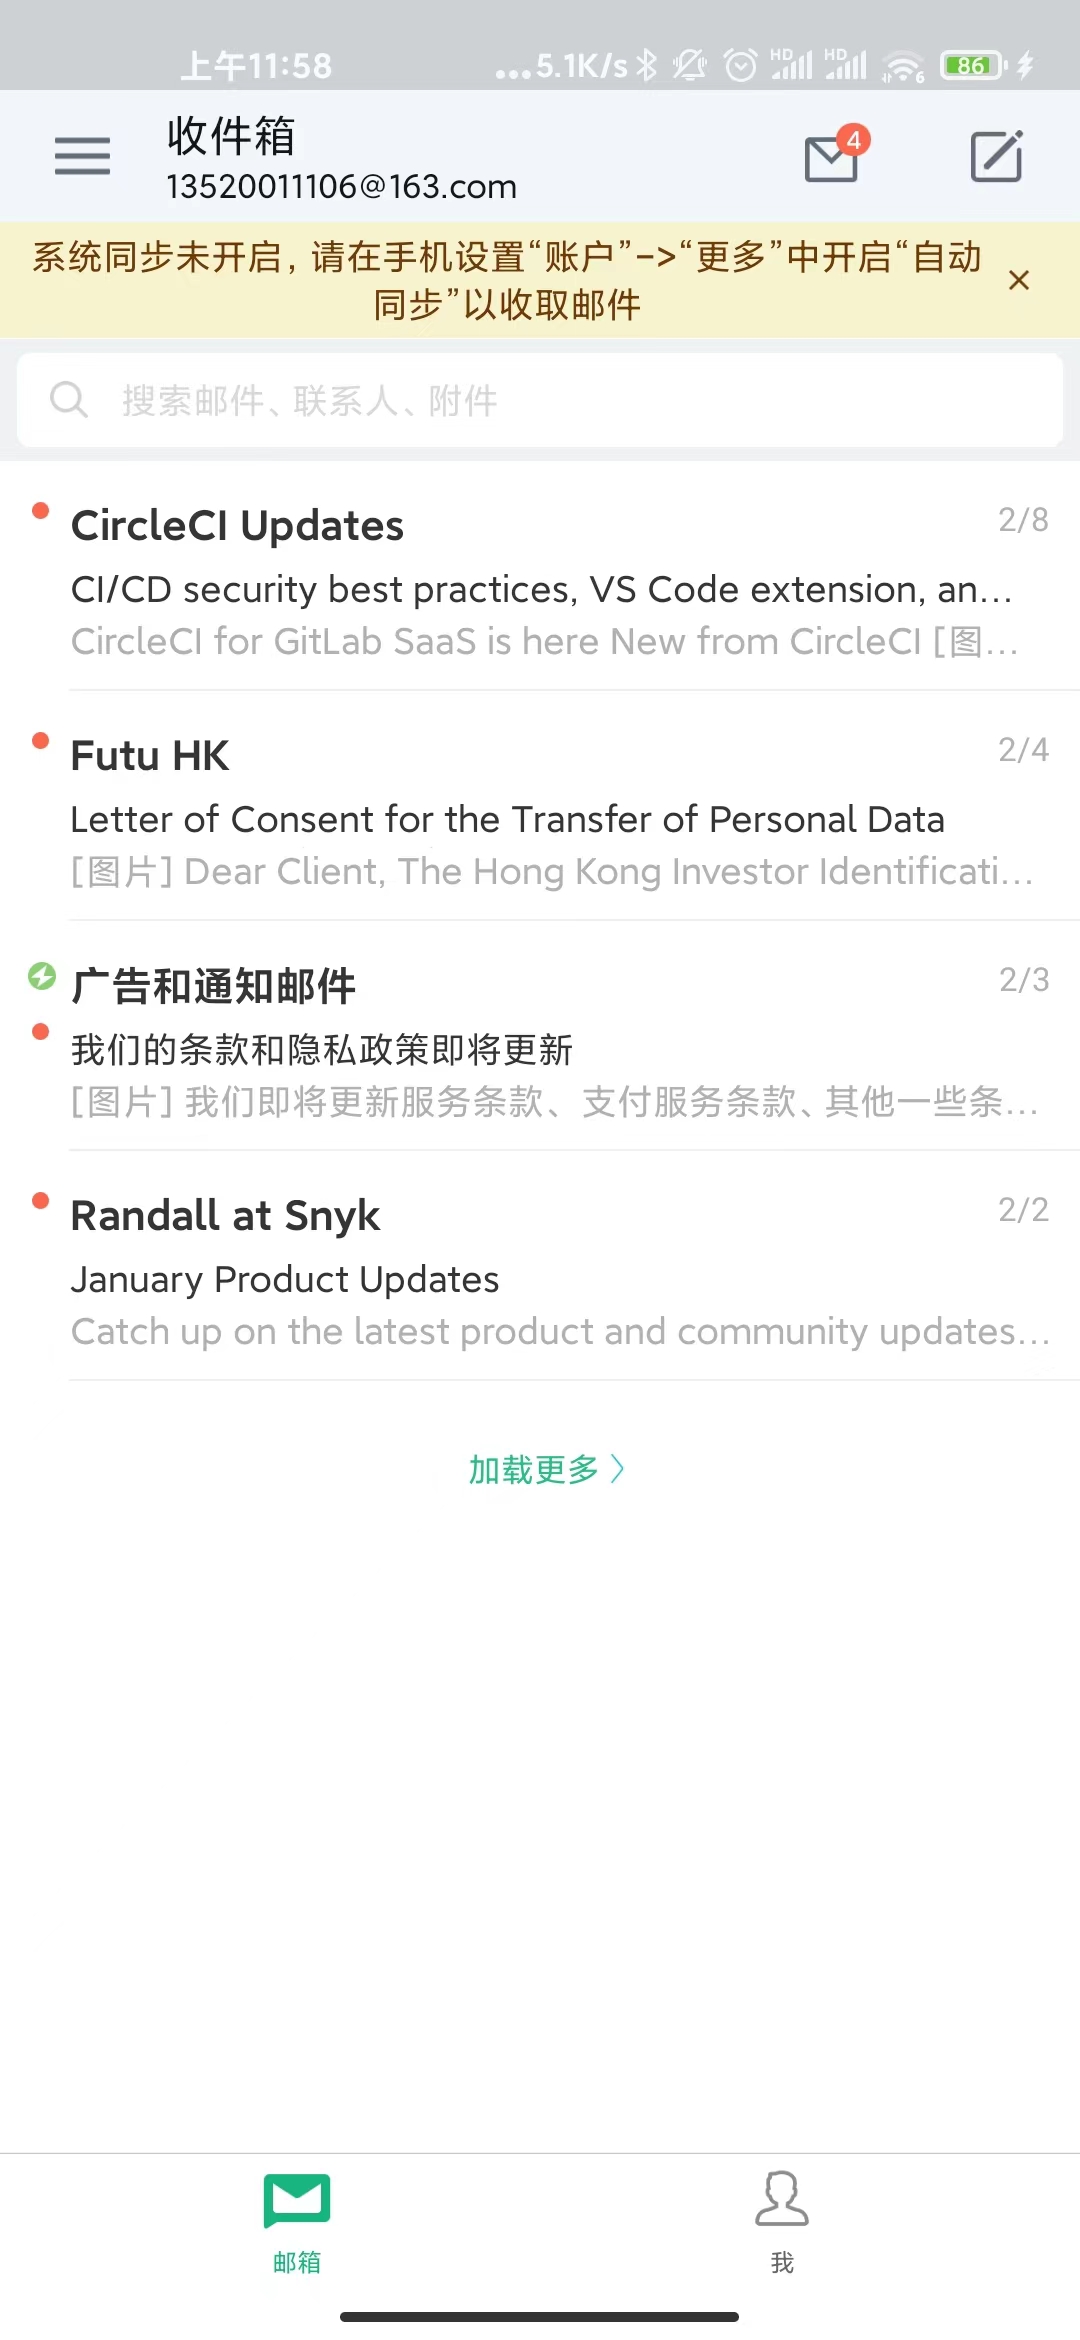 上午11:58
...5.1K/s
HD
HD
6
86
收件箱
4
13520011106@163.com
系统同步未开启，请在手机设置“账户”->“更多”中开启“自动
同步”以收取邮件
搜索邮件、联系人、附件
CircleCI Updates
2/8
CI/CD security best practices, VS Code extension, an...
CircleCI for GitLab SaaS is here New from CircleCI [图...
Futu HK
2/4
Letter of Consent for the Transfer of Personal Data
[图片] Dear Client, The Hong Kong Investor Identificati...
广告和通知邮件
2/3
我们的条款和隐私政策即将更新
[图片] 我们即将更新服务条款、支付服务条款、其他一些条...
Randall at Snyk
2/2
January Product Updates
Catch up on the latest product and community updates...
加载更多
邮箱
我